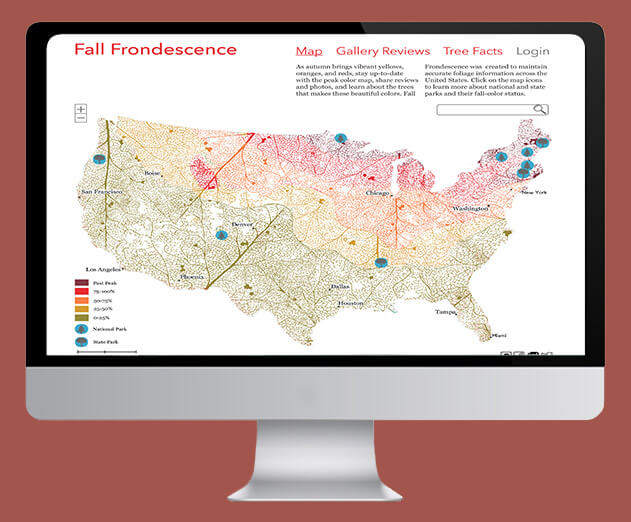 Fall Frondescence
Map Gallery Reviews Tree Facts Login
As autumn brings vibrant yellows,
oranges, and reds, stay up-to-date
with the peak color map, share reviews
and photos, and learn about the trees
that makes these beautiful colors. Fall
Frondescence was created to maintain
accurate foliage information across the
United States. Click on the map icons
to learn more about national and state
parks and their fall-color status.
+
−
Boise
San Francisco
Chicago
New York
Washington
Denver
Los Angeles
Phoenix
Dallas
Houston
Tampa
Miami
Past Peak
75-100%
50-75%
25-50%
0-25%
National Park
State Park